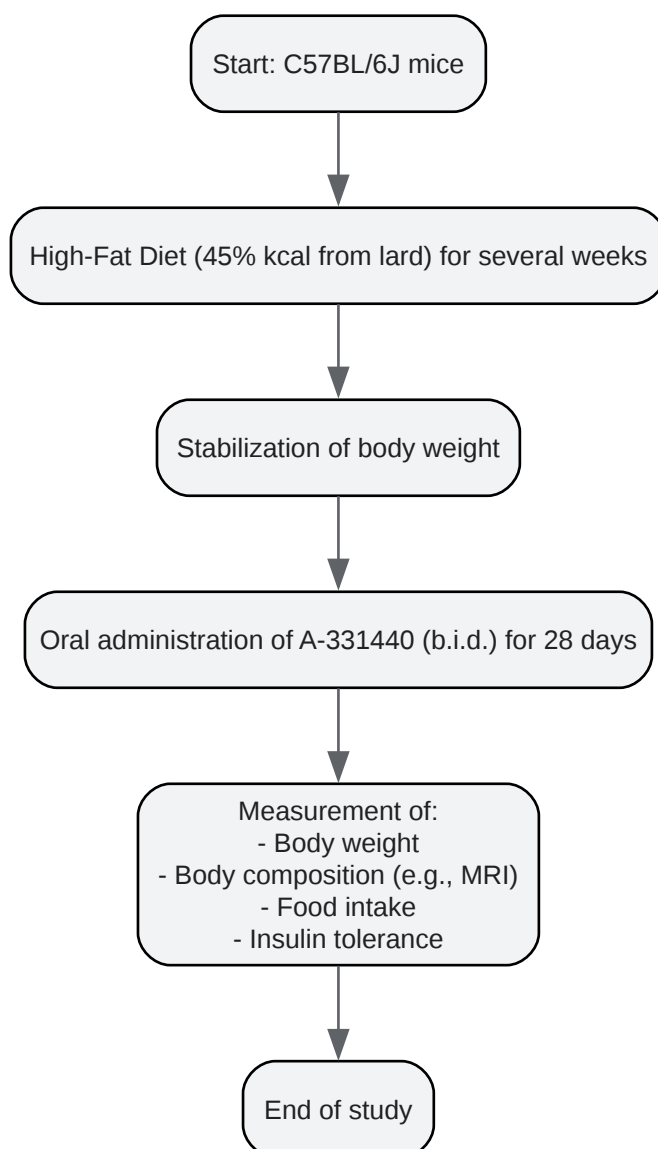 Start: C57BL/6J mice
High-Fat Diet (45% kcal from lard) for several weeks
Stabilization of body weight
Oral administration of A-331440 (b.i.d.) for 28 days
Measurement of:
- Body weight
- Body composition (e.g., MRI)
- Food intake
- Insulin tolerance
End of study